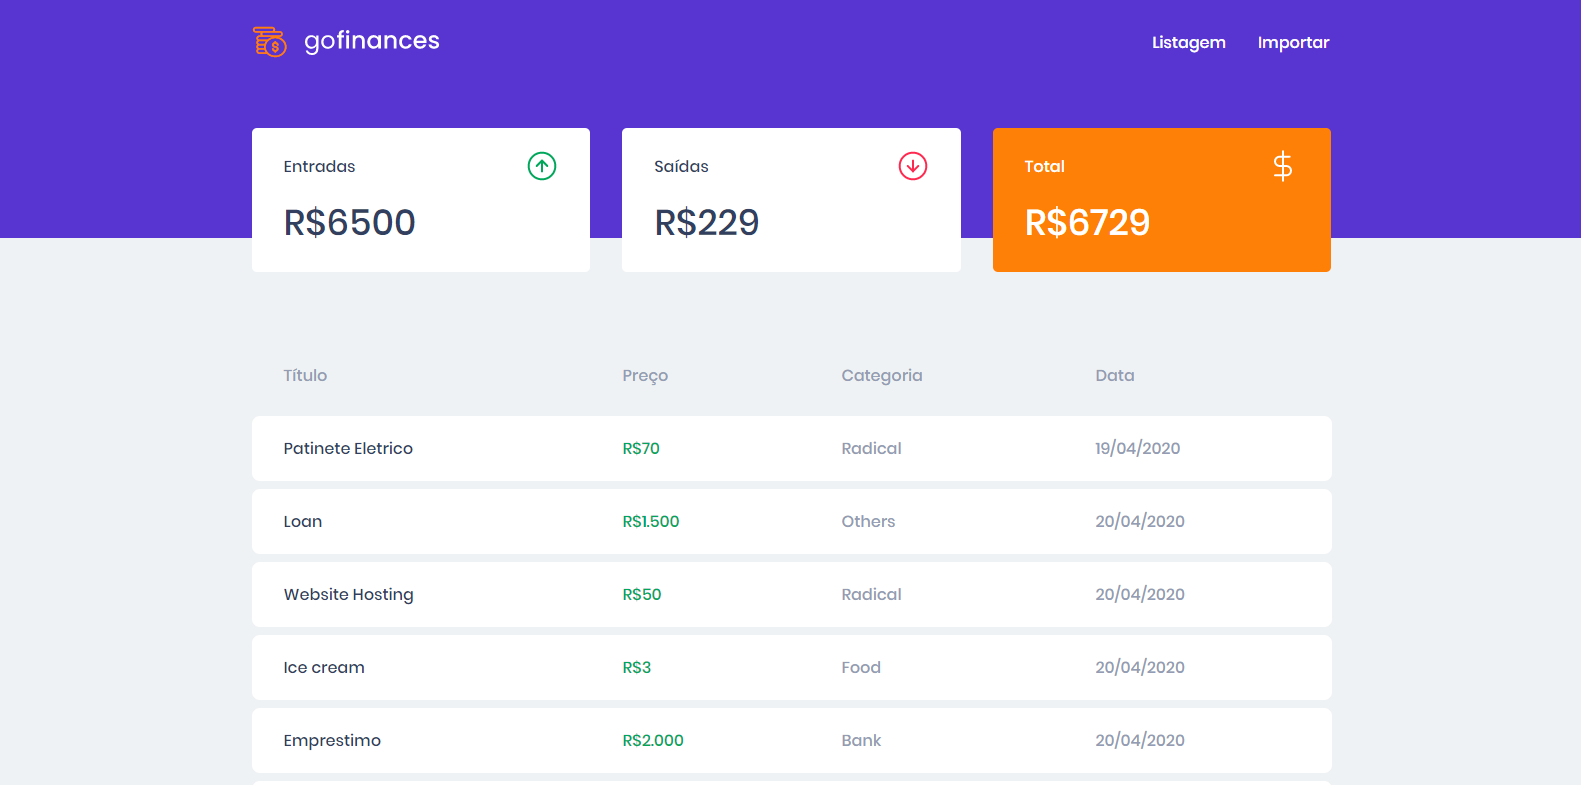 gofinances Listagem Importar
Entradas Saídas Total
R$6500 R$229 R$6729
Título Preço Categoria Data
Patinete Eletrico R$70 Radical 19/04/2020
Loan R$1.500 Others 20/04/2020
Website Hosting R$50 Radical 20/04/2020
Ice cream R$3 Food 20/04/2020
Emprestimo R$2.000 Bank 20/04/2020